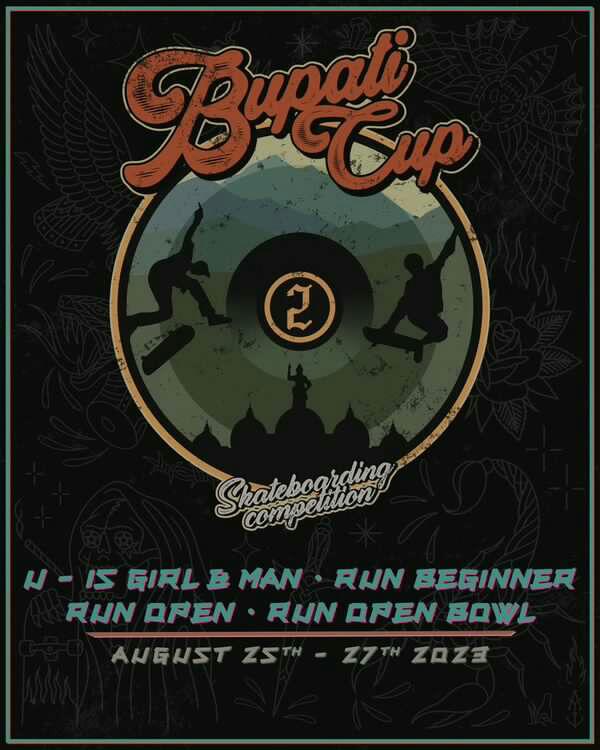 Bupati
Cup
2
Skateboarding
competition
U - 15 GIRL & MAN • RUN BEGINNER
RUN OPEN • RUN OPEN BOWL
AUGUST 25TH - 27TH 2023